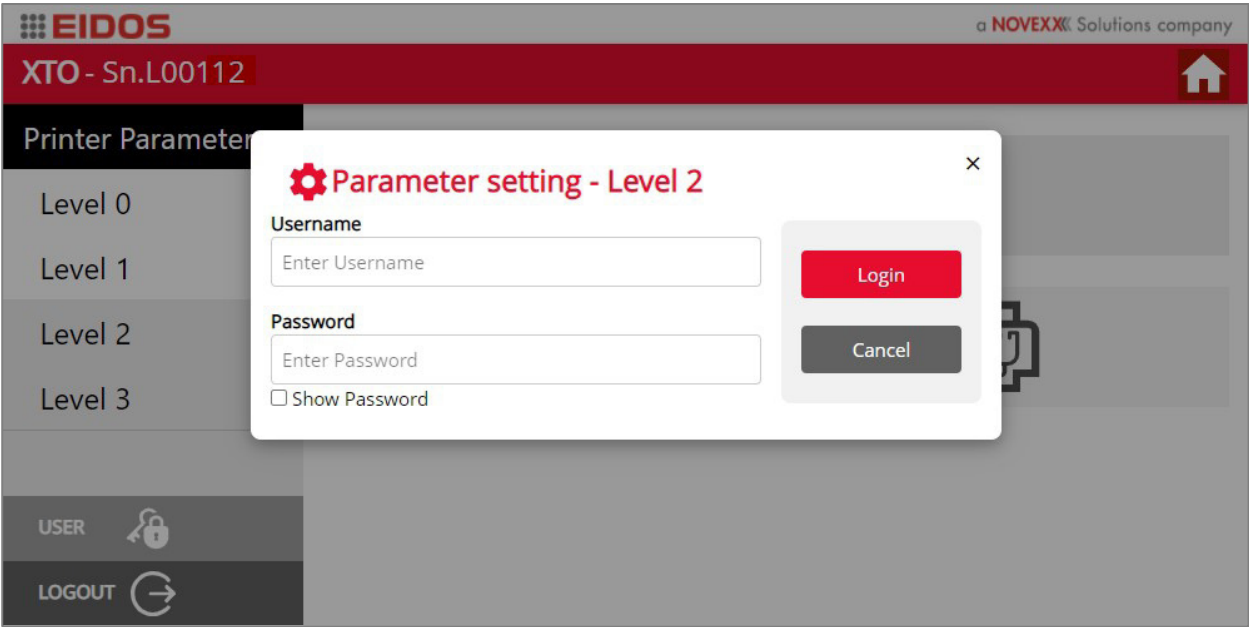 EIDOS
a NOVEXX Solutions company
XTO - Sn.L00112
Printer Parameter
Level 0
Level 1
Level 2
Level 3
USER
LOGOUT
Parameter setting - Level 2
×
Username
Enter Username
Password
Enter Password
Show Password
Login
Cancel